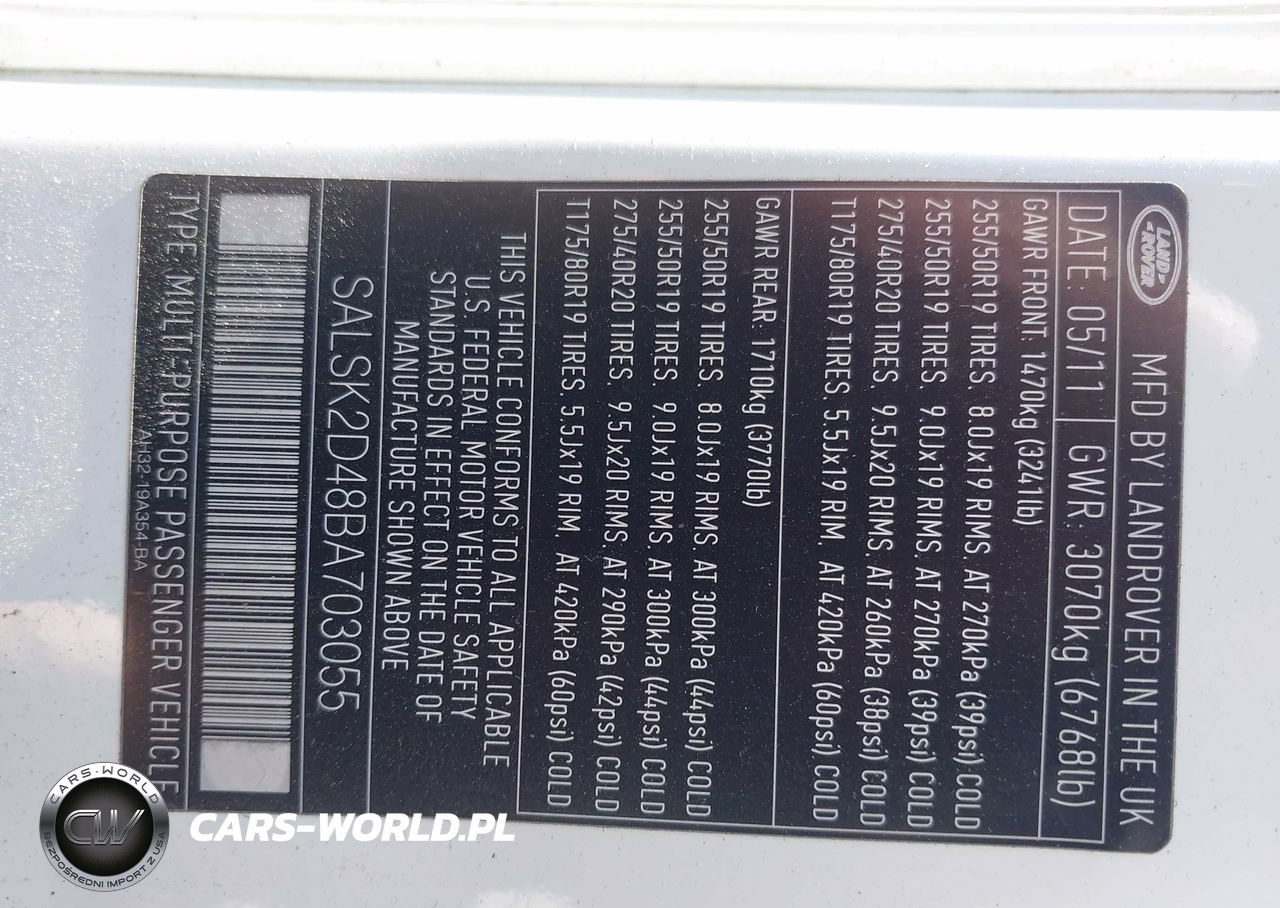 LAND-
-ROVER
MFD BY LANDROVER IN THE UK
DATE: 05/11 GWR: 3070kg (6768lb)
GAWR FRONT: 1470kg (3241lb)
255/50R19 TIRES. 8.0Jx19 RIMS. AT 270kPa (39psi) COLD
255/50R19 TIRES. 9.0Jx19 RIMS. AT 270kPa (39psi) COLD
275/40R20 TIRES. 9.5Jx20 RIMS. AT 260kPa (38psi) COLD
T175/80R19 TIRES. 5.5Jx19 RIM. AT 420kPa (60psi) COLD
GAWR REAR: 1710kg (3770lb)
255/50R19 TIRES. 8.0Jx19 RIMS. AT 300kPa (44psi) COLD
255/50R19 TIRES. 9.0Jx19 RIMS. AT 300kPa (44psi) COLD
275/40R20 TIRES. 9.5Jx20 RIMS. AT 290kPa (42psi) COLD
T175/80R19 TIRES. 5.5Jx19 RIM. AT 420kPa (60psi) COLD
THIS VEHICLE CONFORMS TO ALL APPLICABLE
U.S. FEDERAL MOTOR VEHICLE SAFETY
STANDARDS IN EFFECT ON THE DATE OF
MANUFACTURE SHOWN ABOVE
SALSK2D48BA703055
TYPE: MULTI-PURPOSE PASSENGER VEHICLE
AH32-19A354-BA
CARS-WORLD
CW
BEZPOŚREDNI IMPORT Z USA
CARS-WORLD.PL